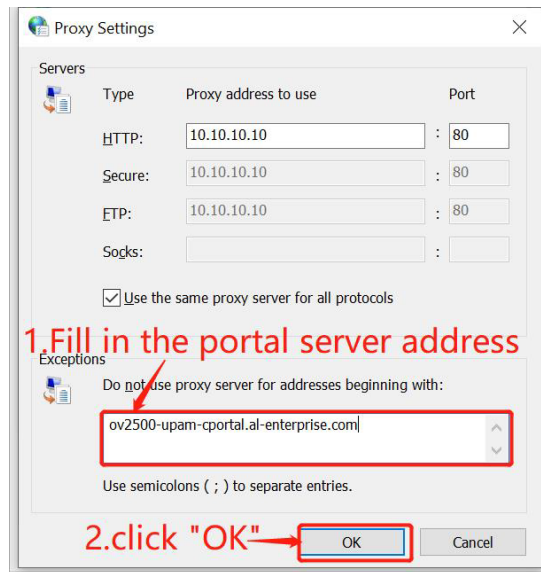 Proxy Settings
Servers
Type Proxy address to use Port
HTTP: 10.10.10.10 : 80
Secure: 10.10.10.10 : 80
FTP: 10.10.10.10 : 80
Socks: :
Use the same proxy server for all protocols
1.Fill in the portal server address
Exceptions
Do not use proxy server for addresses beginning with:
ov2500-upam-cportal.al-enterprise.com
Use semicolons ( ; ) to separate entries.
2.click "OK"
OK Cancel